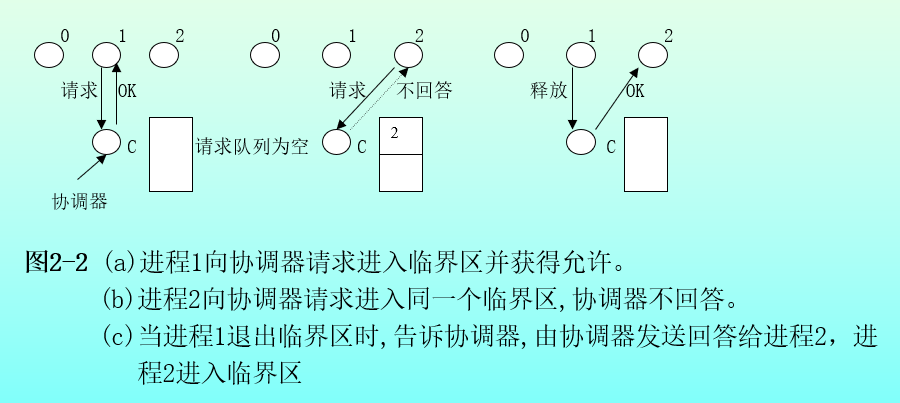 0 1 2 0 1 2 0 1 2
请求 OK 请求 不回答 释放 OK
C 请求队列为空 C 2 C
协调器
图2-2 (a)进程1向协调器请求进入临界区并获得允许。
(b)进程2向协调器请求进入同一个临界区,协调器不回答。
(c)当进程1退出临界区时,告诉协调器,由协调器发送回答给进程2，进
程2进入临界区